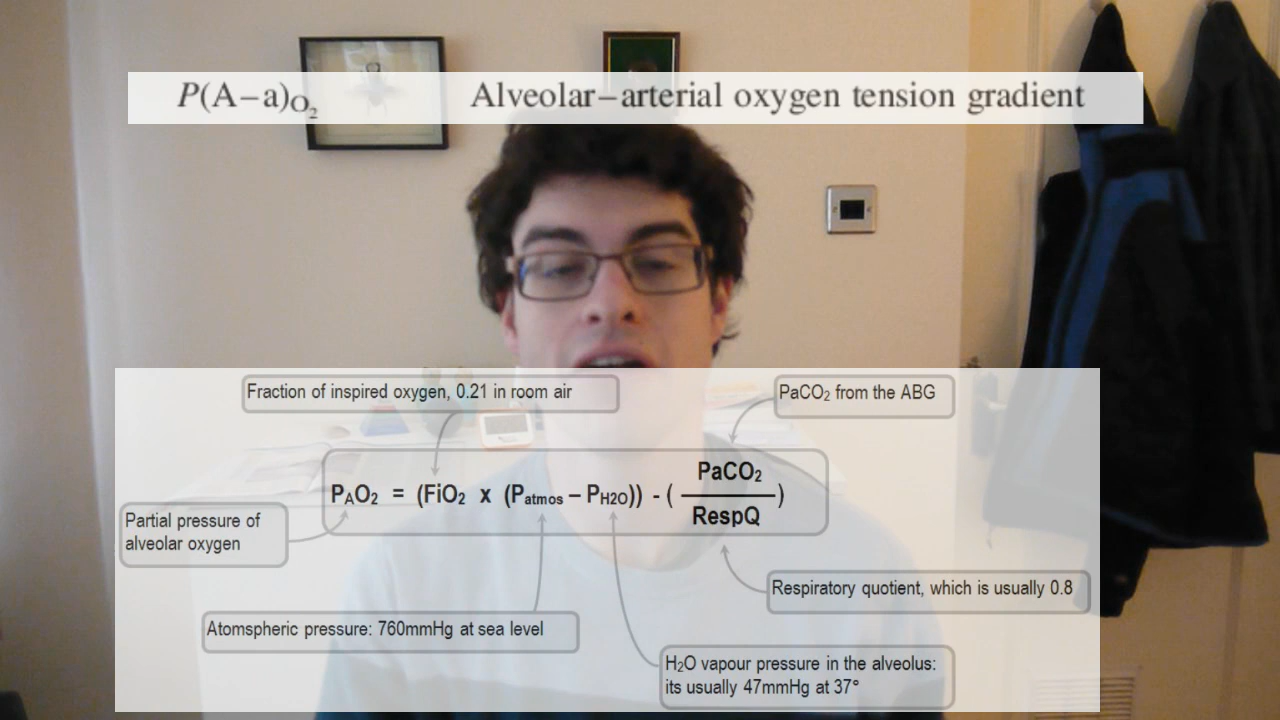 P(A–a)O₂ Alveolar–arterial oxygen tension gradient
Fraction of inspired oxygen, 0.21 in room air
PaCO₂ from the ABG
PAO₂ = (FiO₂ x (Patmos – PH2O)) - ( PaCO₂ / RespQ )
Partial pressure of
alveolar oxygen
Respiratory quotient, which is usually 0.8
Atomspheric pressure: 760mmHg at sea level
H₂O vapour pressure in the alveolus:
its usually 47mmHg at 37°